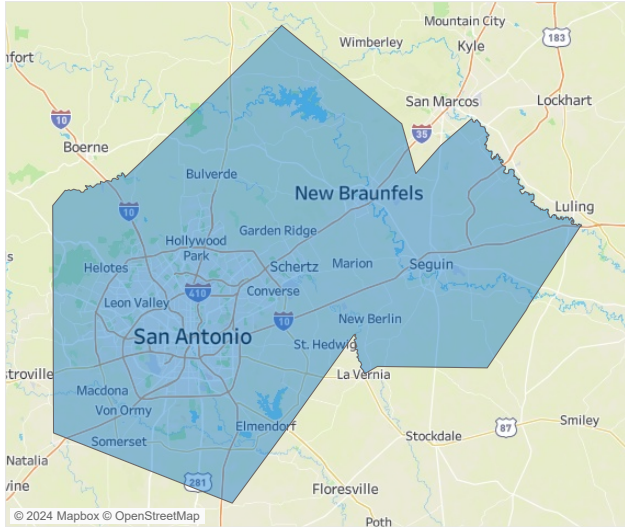 Mountain City
Wimberley
183
Kyle
nfort
San Marcos
Lockhart
10
35
Boerne
Bulverde
New Braunfels
Luling
10
Garden Ridge
Hollywood
Park
s
Helotes
Schertz
Marion
Seguin
Converse
410
Leon Valley
10
New Berlin
San Antonio
St. Hedwig
stroville
La Vernia
Macdona
Von Ormy
Elmendorf
Smiley
87
Stockdale
Somerset
Natalia
281
vine
Floresville
© 2024 Mapbox © OpenStreetMap
Poth